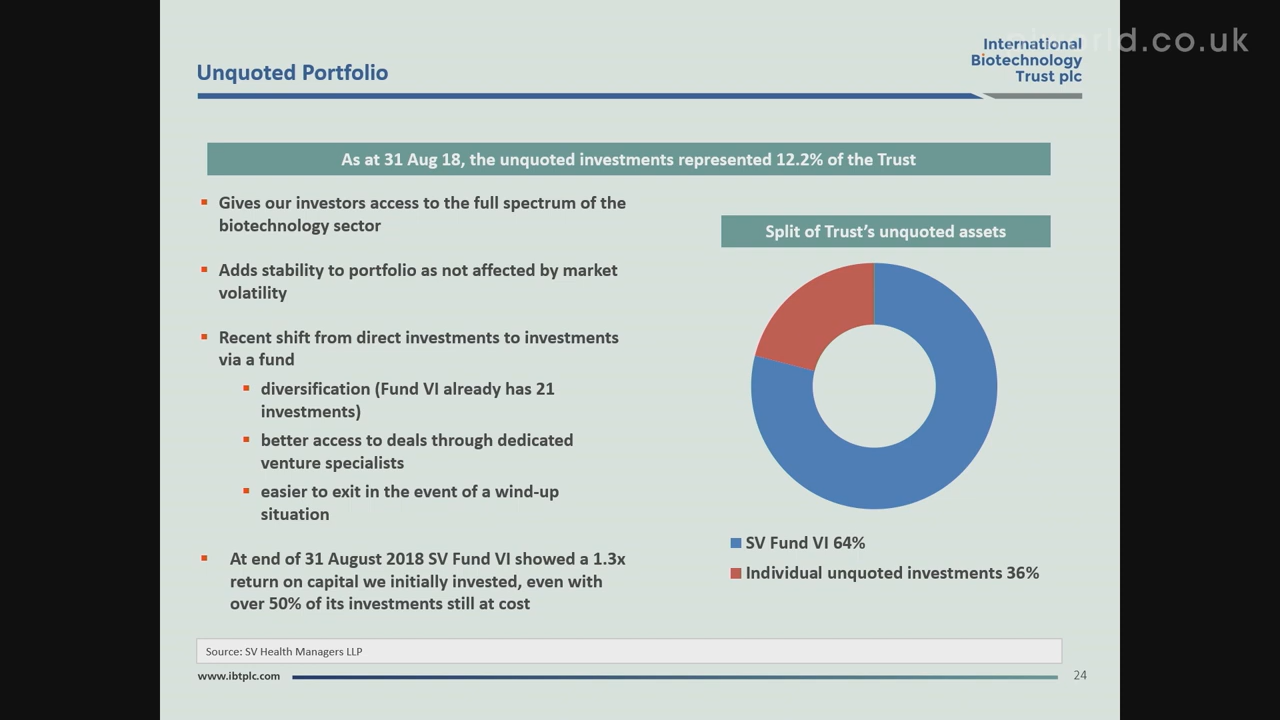 International
Biotechnology
Trust plc
Unquoted Portfolio
As at 31 Aug 18, the unquoted investments represented 12.2% of the Trust
Gives our investors access to the full spectrum of the
biotechnology sector
Adds stability to portfolio as not affected by market
volatility
Recent shift from direct investments to investments
via a fund
diversification (Fund VI already has 21
investments)
better access to deals through dedicated
venture specialists
easier to exit in the event of a wind-up
situation
At end of 31 August 2018 SV Fund VI showed a 1.3x
return on capital we initially invested, even with
over 50% of its investments still at cost
Split of Trust’s unquoted assets
SV Fund VI 64%
Individual unquoted investments 36%
Source: SV Health Managers LLP
www.ibtplc.com
24